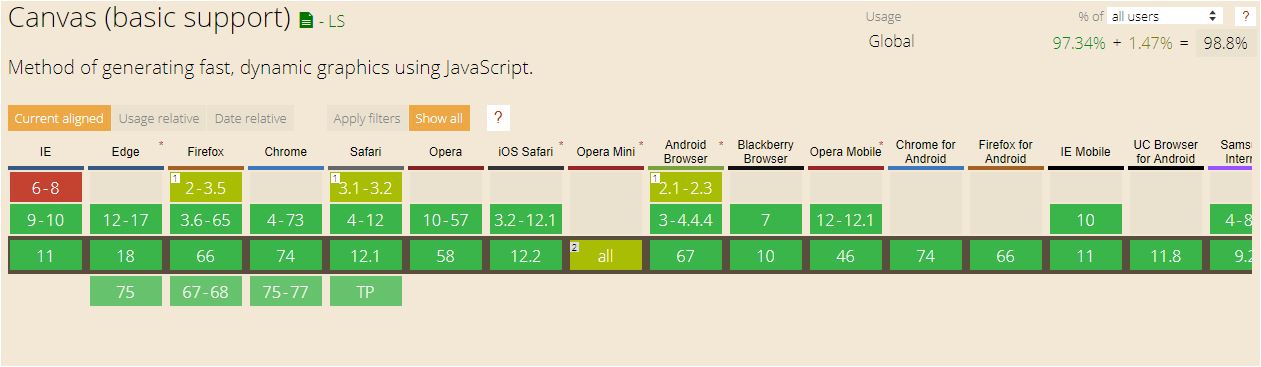 Canvas (basic support) - LS
Usage % of all users ?
Global 97.34% + 1.47% = 98.8%
Method of generating fast, dynamic graphics using JavaScript.
Current aligned Usage relative Date relative Apply filters Show all ?
IE Edge * Firefox Chrome Safari Opera iOS Safari * Opera Mini * Android Browser * Blackberry Browser Opera Mobile * Chrome for Android Firefox for Android IE Mobile UC Browser for Android Sams Intern
6-8 1 2-3.5 1 3.1-3.2 1 2.1-2.3
9-10 12-17 3.6-65 4-73 4-12 10-57 3.2-12.1 3-4.4.4 7 12-12.1 10 4-8
11 18 66 74 12.1 58 12.2 2 all 67 10 46 74 66 11 11.8 9.2
75 67-68 75-77 TP